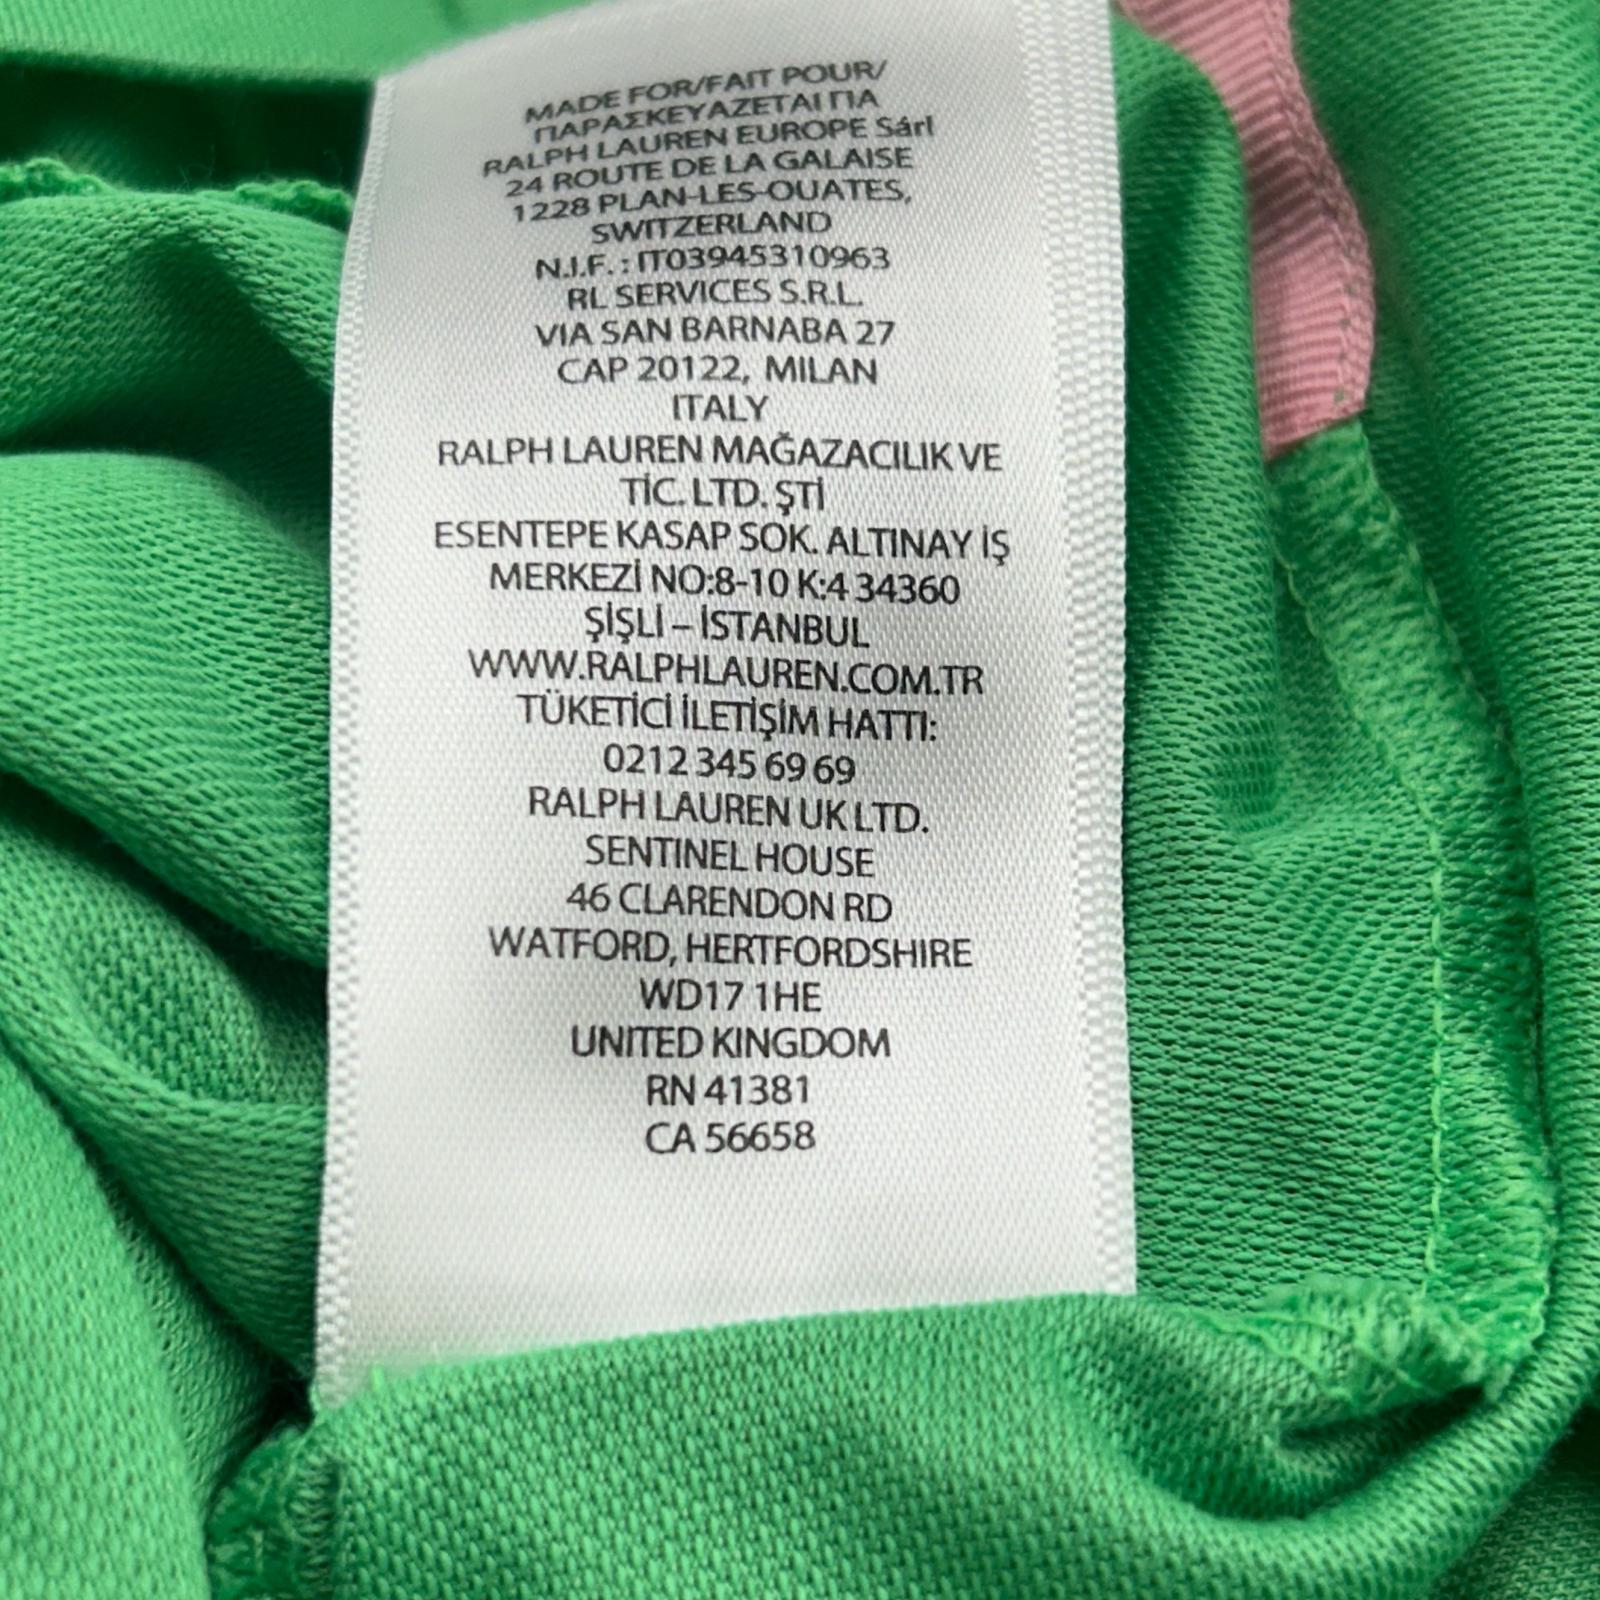 MADE FOR/FAIT POUR/
ΠΑΡΑΣΚΕΥΑΖΕΤΑΙ ΓΙΑ
RALPH LAUREN EUROPE Sárl
24 ROUTE DE LA GALAISE
1228 PLAN-LES-OUATES,
SWITZERLAND
N.I.F. : IT03945310963
RL SERVICES S.R.L.
VIA SAN BARNABA 27
CAP 20122, MILAN
ITALY
RALPH LAUREN MAĞAZACILIK VE
TİC. LTD. ŞTİ
ESENTEPE KASAP SOK. ALTINAY İŞ
MERKEZİ NO:8-10 K:4 34360
ŞİŞLİ – İSTANBUL
WWW.RALPHLAUREN.COM.TR
TÜKETİCİ İLETİŞİM HATTI:
0212 345 69 69
RALPH LAUREN UK LTD.
SENTINEL HOUSE
46 CLARENDON RD
WATFORD, HERTFORDSHIRE
WD17 1HE
UNITED KINGDOM
RN 41381
CA 56658